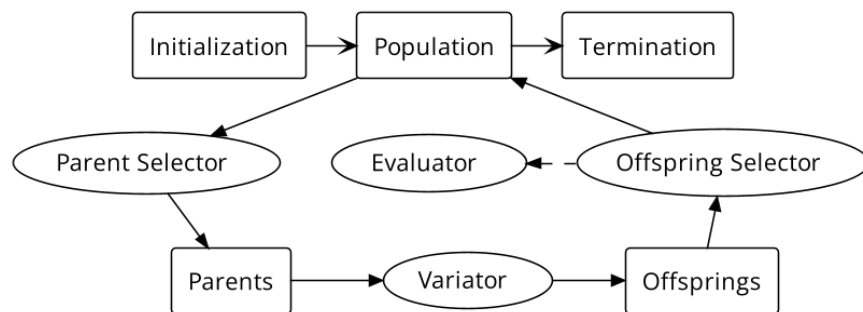 Initialization
Population
Termination
Parent Selector
Evaluator
Offspring Selector
Parents
Variator
Offsprings